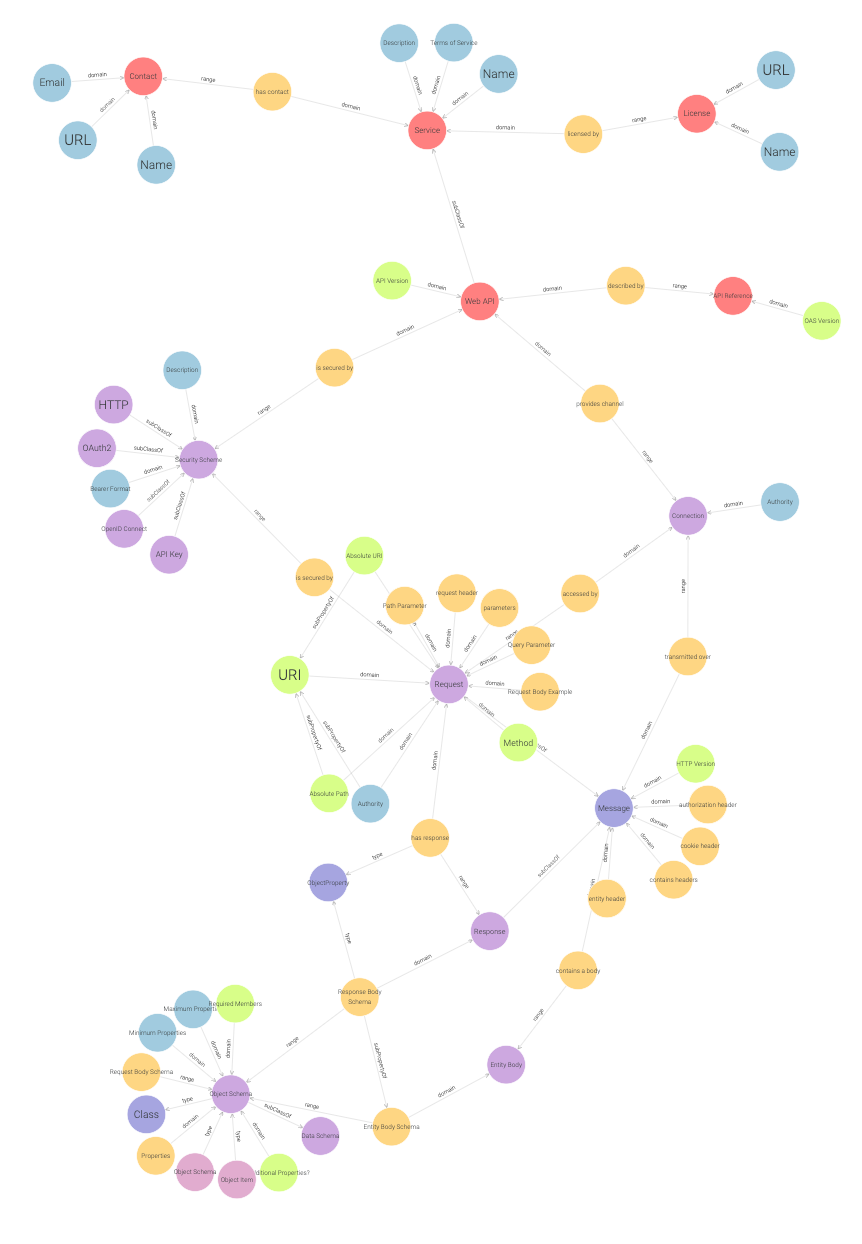 Description
Terms of Service
Email
domain
Contact
range
has contact
domain
domain
Name
domain
domain
URL
domain
domain
URL
domain
Name
domain
Service
domain
licensed by
range
License
domain
Name
subClassOf
API Version
domain
Web API
domain
described by
range
API Reference
domain
OAS Version
domain
domain
is secured by
provides channel
Description
HTTP
domain
range
subClassOf
OAuth2
subClassOf
Security Scheme
range
Bearer Format
domain
subClassOf
subClassOf
OpenID Connect
API Key
range
Connection
domain
Authority
Absolute URI
is secured by
subPropertyOf
Path Parameter
request header
parameters
accessed by
domain
range
domain
domain
domain
domain
Query Parameter
domain
transmitted over
URI
domain
Request
domain
Request Body Example
subPropertyOf
subPropertyOf
domain
domain
domain
domain
Method
domain
Absolute Path
Authority
HTTP Version
domain
Message
domain
authorization header
domain
cookie header
domain
contains headers
domain
entity header
has response
type
range
subClassOf
ObjectProperty
type
Response
domain
contains a body
range
Response Body
Schema
Required Members
Minimum Properties
domain
domain
domain
range
subPropertyOf
Entity Body
Request Body Schema
range
Object Schema
type
Class
subClassOf
range
domain
Entity Body Schema
Data Schema
domain
Properties
type
Object Schema
type
Object Item
domain